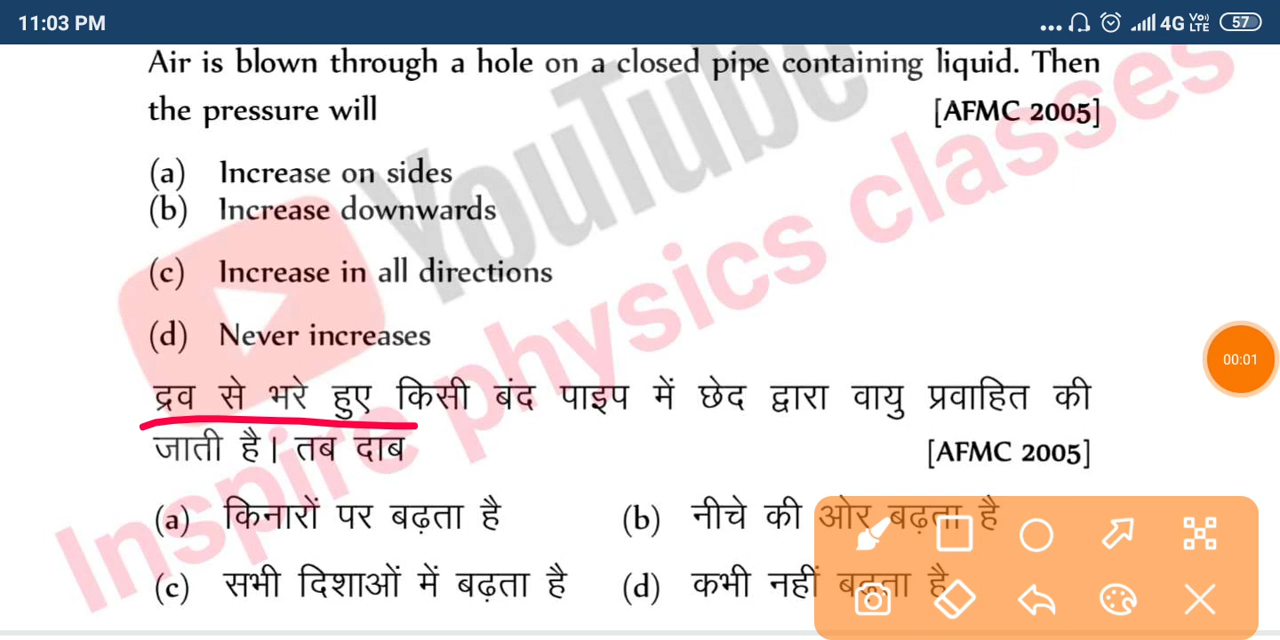 11:03 PM
4G Vo) LTE 57
Air is blown through a hole on a closed pipe containing liquid. Then
the pressure will [AFMC 2005]
(a) Increase on sides
(b) Increase downwards
(c) Increase in all directions
(d) Never increases
00:01
द्रव से भरे हुए किसी बंद पाइप में छेद द्वारा वायु प्रवाहित की
जाती है। तब दाब [AFMC 2005]
(a) किनारों पर बढ़ता है (b) नीचे की ओर बढ़ता है
(c) सभी दिशाओं में बढ़ता है (d) कभी नहीं बढ़ता है
YouTube
Inspire physics classes